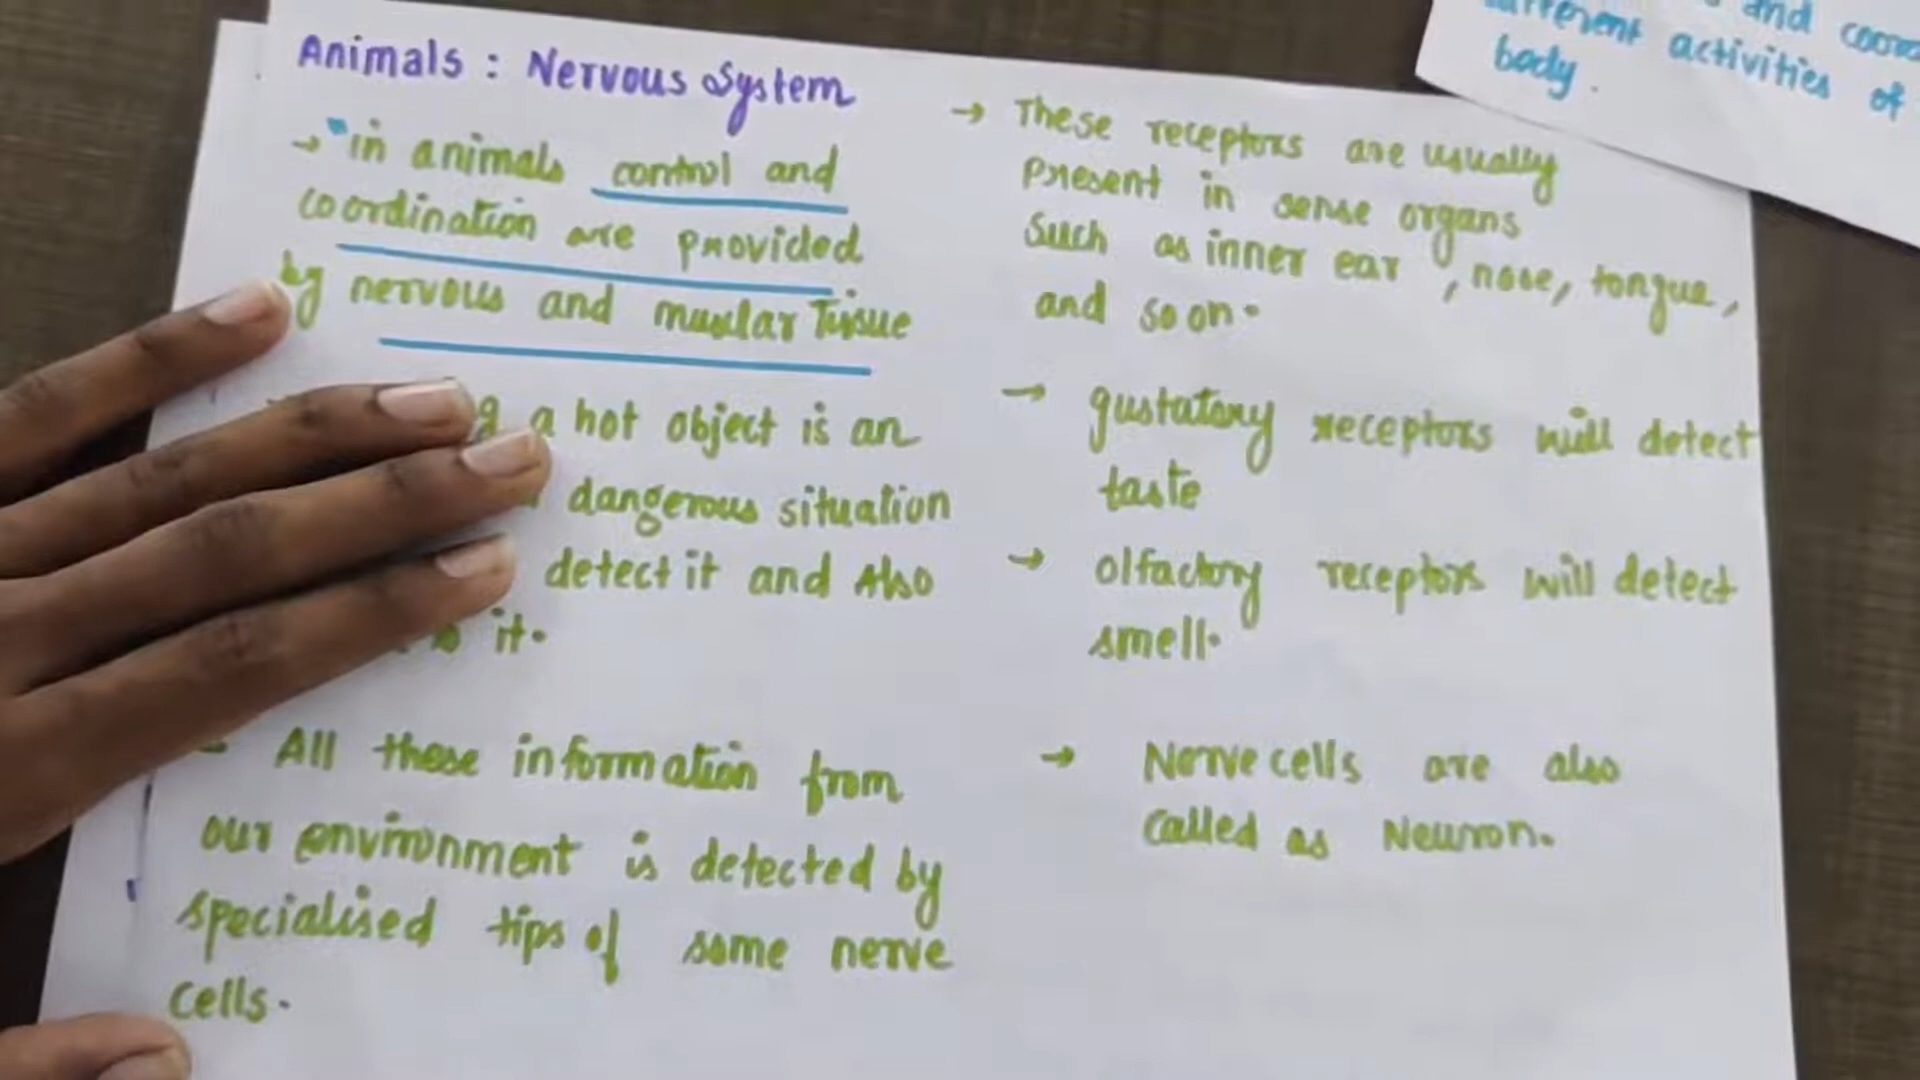 Animals : Nervous System
→ in animals control and
coordination are provided
by nervous and muslar Tissue
a hot object is an
dangerous situation
detect it and Also
it.
All these information from
our environment is detected by
specialised tips of some nerve
cells.
→ These receptors are usually
present in sense organs
Such as inner ear, nose, tongue,
and so on.
→ gustatory receptors will detect
taste
→ olfactory receptors will detect
smell.
→ Nerve cells are also
called as Neuron.
and
different activities of
body.